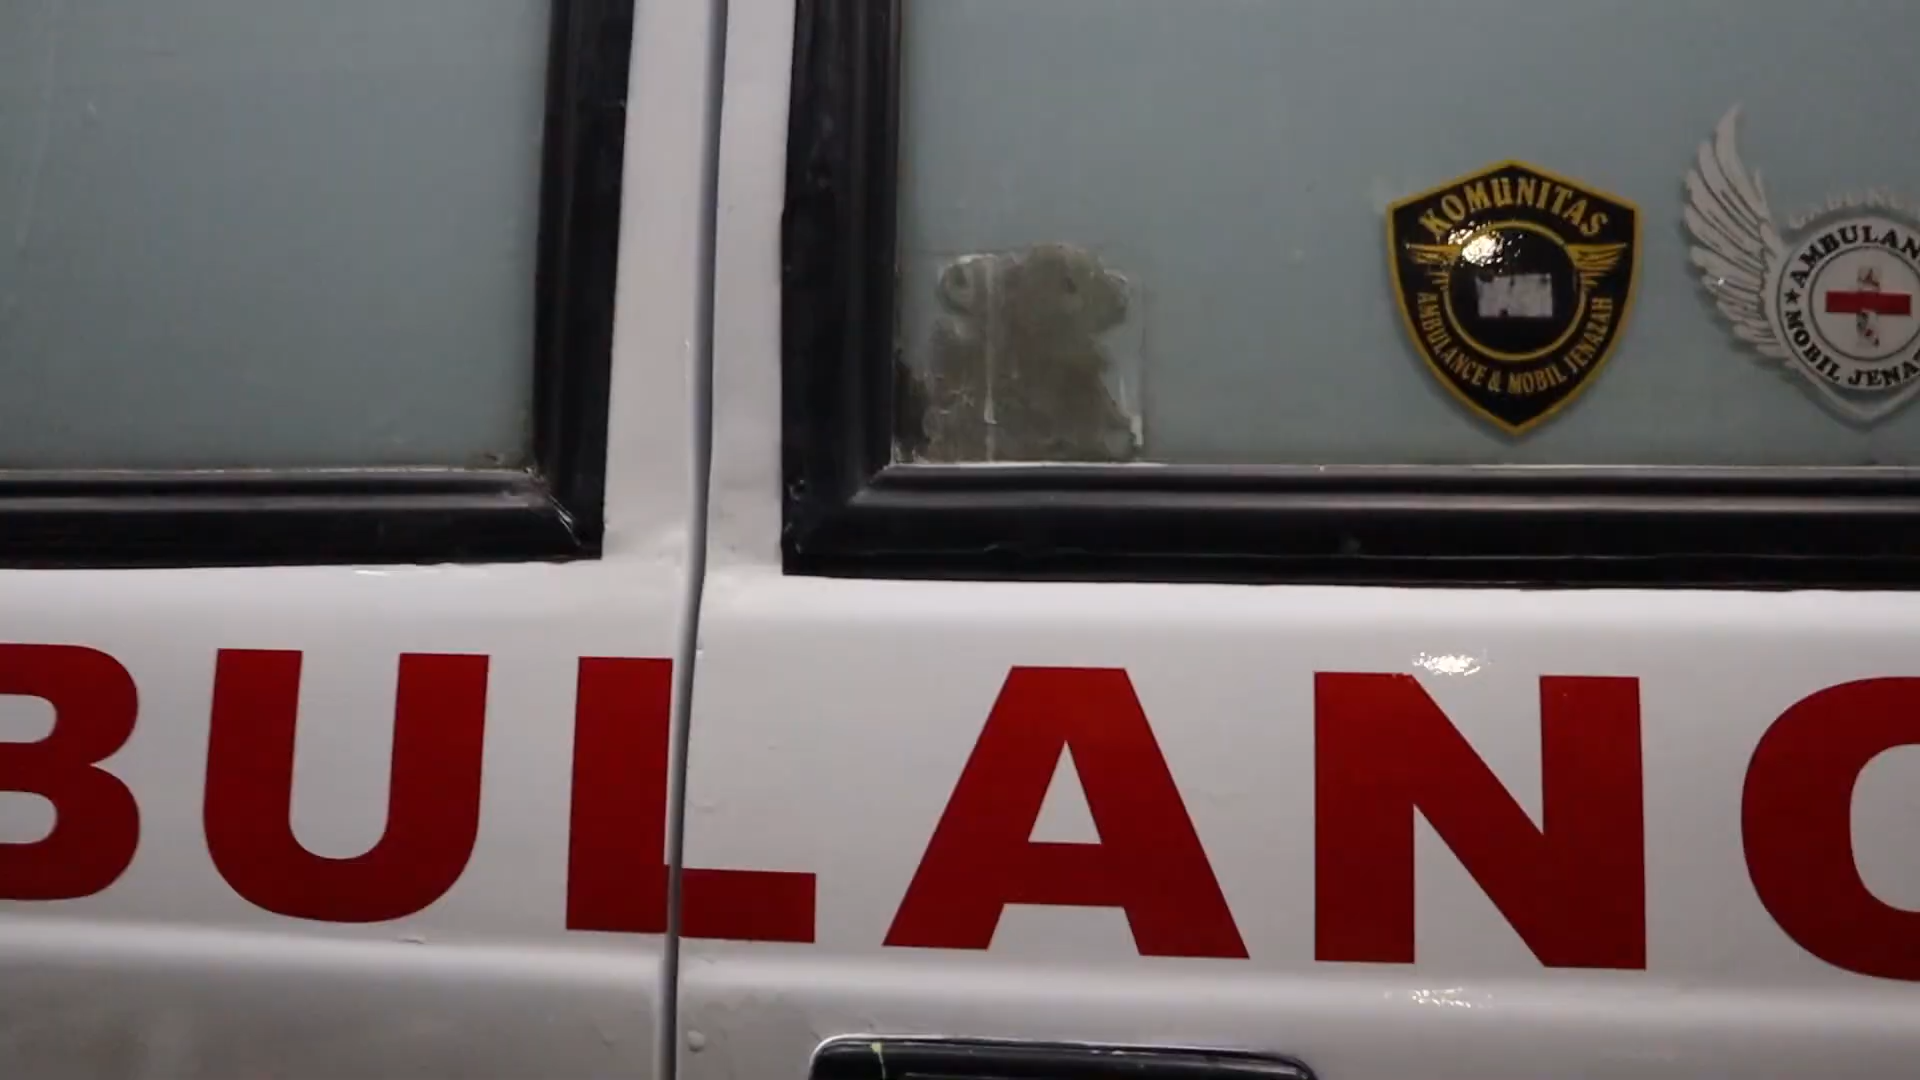 KOMUNITAS
AMBULANCE & MOBIL JENAZAH
AMBULAN
MOBIL JENA
BULANC